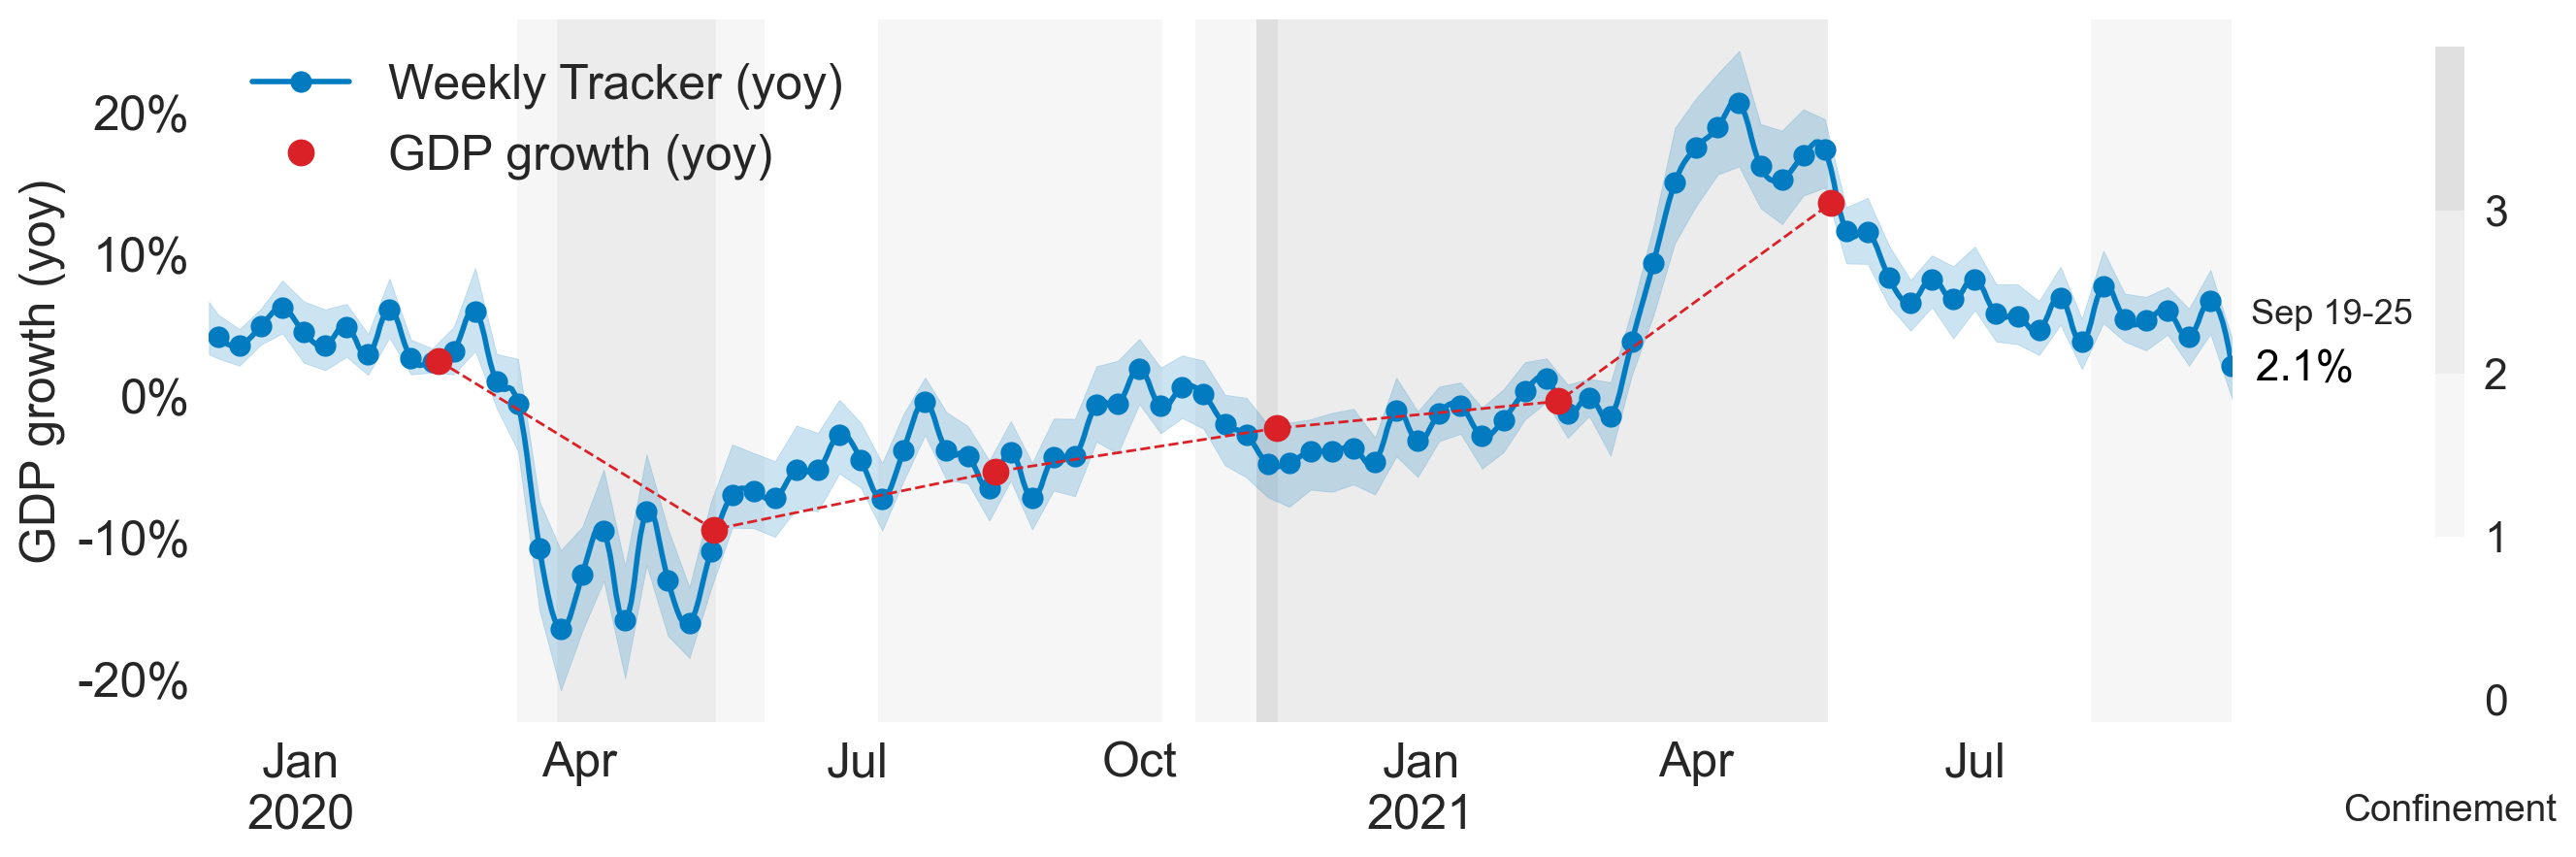 Weekly Tracker (yoy)
GDP growth (yoy)
GDP growth (yoy)
20%
10%
0%
-10%
-20%
Jan
2020
Apr
Jul
Oct
Jan
2021
Apr
Jul
Sep 19-25
2.1%
3
2
1
0
Confinement